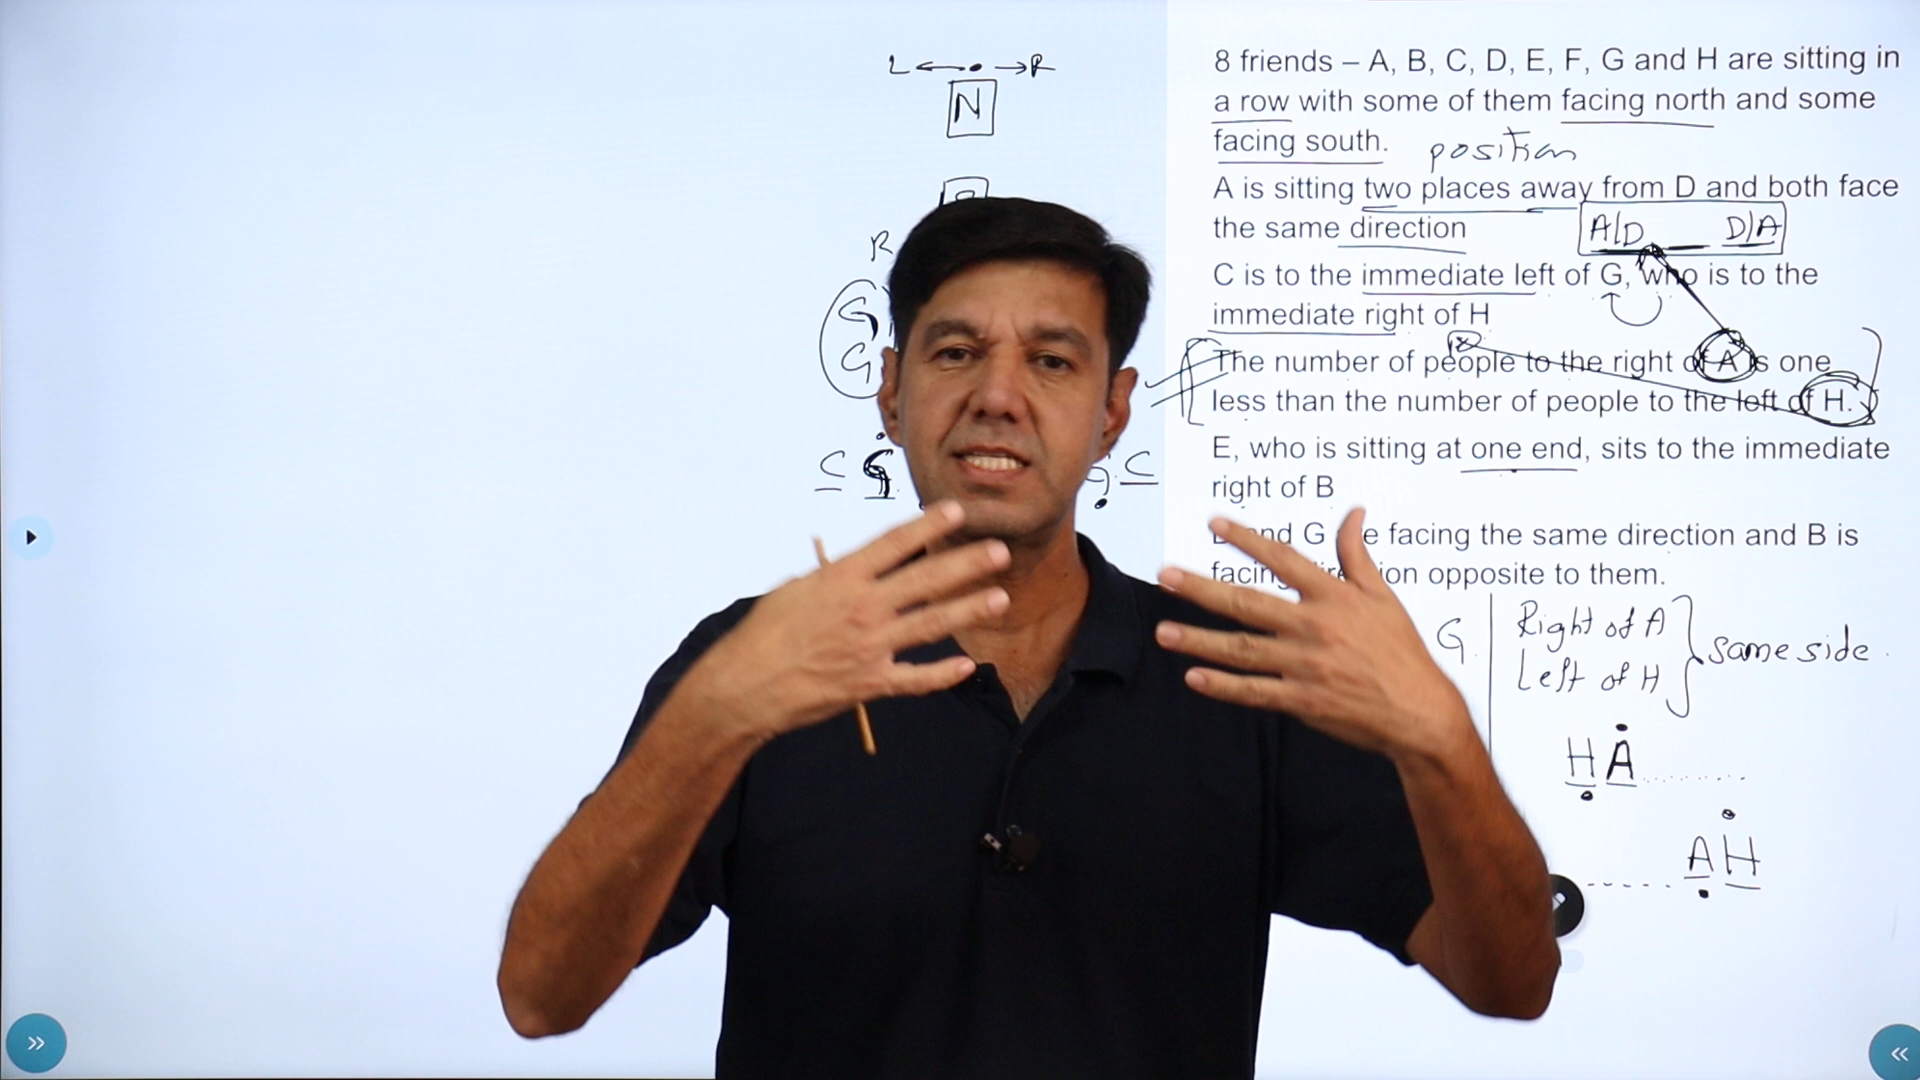 8 friends – A, B, C, D, E, F, G and H are sitting in
a row with some of them facing north and some
facing south.
position
A is sitting two places away from D and both face
the same direction
A|D D|A
C is to the immediate left of G, who is to the
immediate right of H
The number of people to the right of A is one
less than the number of people to the left of H.
E, who is sitting at one end, sits to the immediate
right of B
and G are facing the same direction and B is
facing direction opposite to them.
L R
N
R
G
G
C G
G C
G Right of A
Left of H
same side
H A
A H